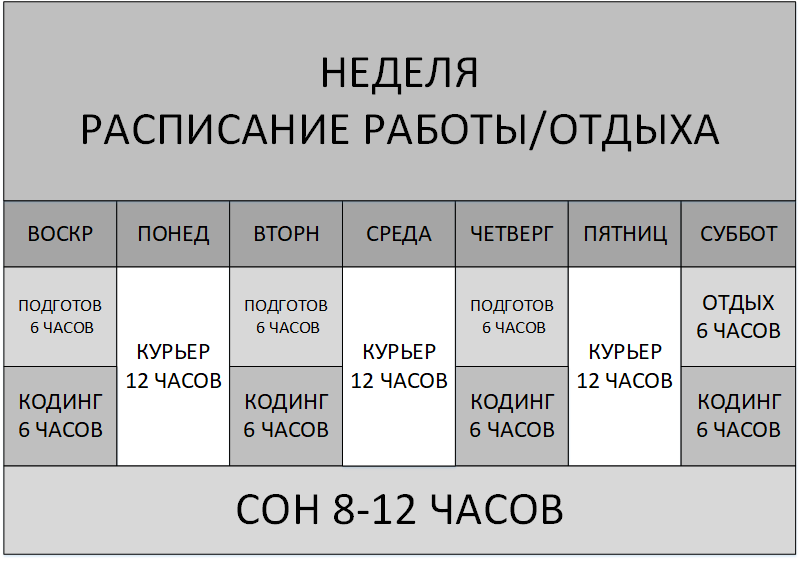 НЕДЕЛЯ
РАСПИСАНИЕ РАБОТЫ/ОТДЫХА
ВОСКР ПОНЕД ВТОРН СРЕДА ЧЕТВЕРГ ПЯТНИЦ СУББОТ
ПОДГОТОВ
6 ЧАСОВ
КОДИНГ
6 ЧАСОВ
КУРЬЕР
12 ЧАСОВ
ПОДГОТОВ
6 ЧАСОВ
КОДИНГ
6 ЧАСОВ
КУРЬЕР
12 ЧАСОВ
ПОДГОТОВ
6 ЧАСОВ
КОДИНГ
6 ЧАСОВ
КУРЬЕР
12 ЧАСОВ
ОТДЫХ
6 ЧАСОВ
КОДИНГ
6 ЧАСОВ
СОН 8-12 ЧАСОВ